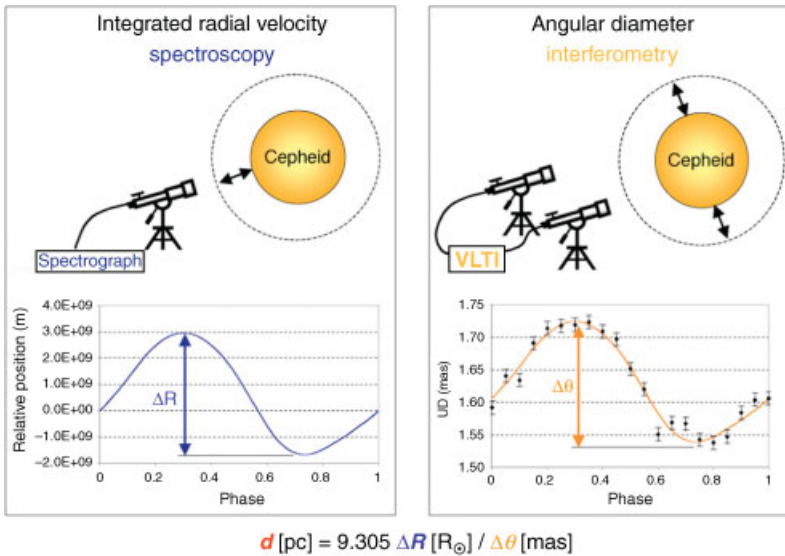 Integrated radial velocity
spectroscopy
Cepheid
Spectrograph
4.0E+09
3.0E+09
2.0E+09
1.0E+09
0.0E+00
-1.0E+09
-2.0E+09
Relative position (m)
ΔR
0 0.2 0.4 0.6 0.8 1
Phase
Angular diameter
interferometry
Cepheid
VLTI
1.75
1.70
1.65
1.60
1.55
1.50
UD (mas)
Δθ
0.0 0.2 0.4 0.6 0.8 1
Phase
d [pc] = 9.305 ΔR [R⊙] / Δθ [mas]